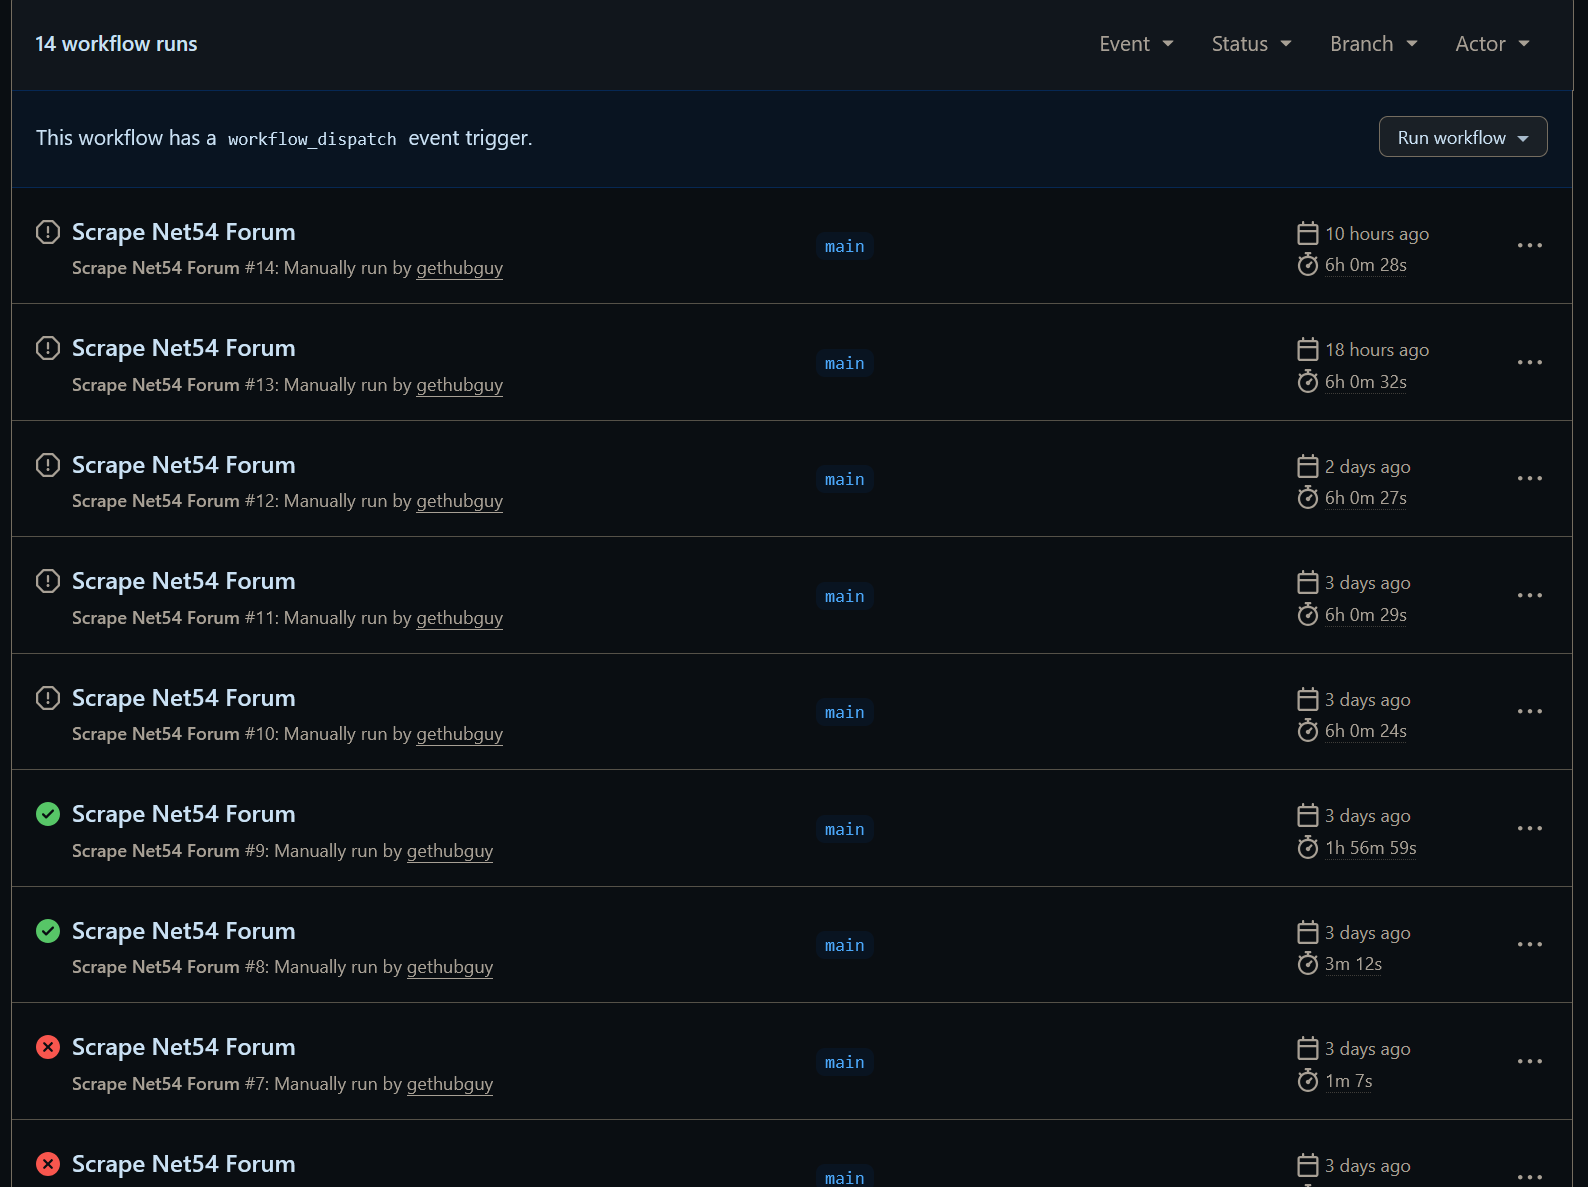 14 workflow runs
Event Status Branch Actor
This workflow has a workflow_dispatch event trigger.
Run workflow
Scrape Net54 Forum
Scrape Net54 Forum #14: Manually run by gethubguy
main
10 hours ago
6h 0m 28s
Scrape Net54 Forum
Scrape Net54 Forum #13: Manually run by gethubguy
main
18 hours ago
6h 0m 32s
Scrape Net54 Forum
Scrape Net54 Forum #12: Manually run by gethubguy
main
2 days ago
6h 0m 27s
Scrape Net54 Forum
Scrape Net54 Forum #11: Manually run by gethubguy
main
3 days ago
6h 0m 29s
Scrape Net54 Forum
Scrape Net54 Forum #10: Manually run by gethubguy
main
3 days ago
6h 0m 24s
Scrape Net54 Forum
Scrape Net54 Forum #9: Manually run by gethubguy
main
3 days ago
1h 56m 59s
Scrape Net54 Forum
Scrape Net54 Forum #8: Manually run by gethubguy
main
3 days ago
3m 12s
Scrape Net54 Forum
Scrape Net54 Forum #7: Manually run by gethubguy
main
3 days ago
1m 7s
Scrape Net54 Forum
main
3 days ago